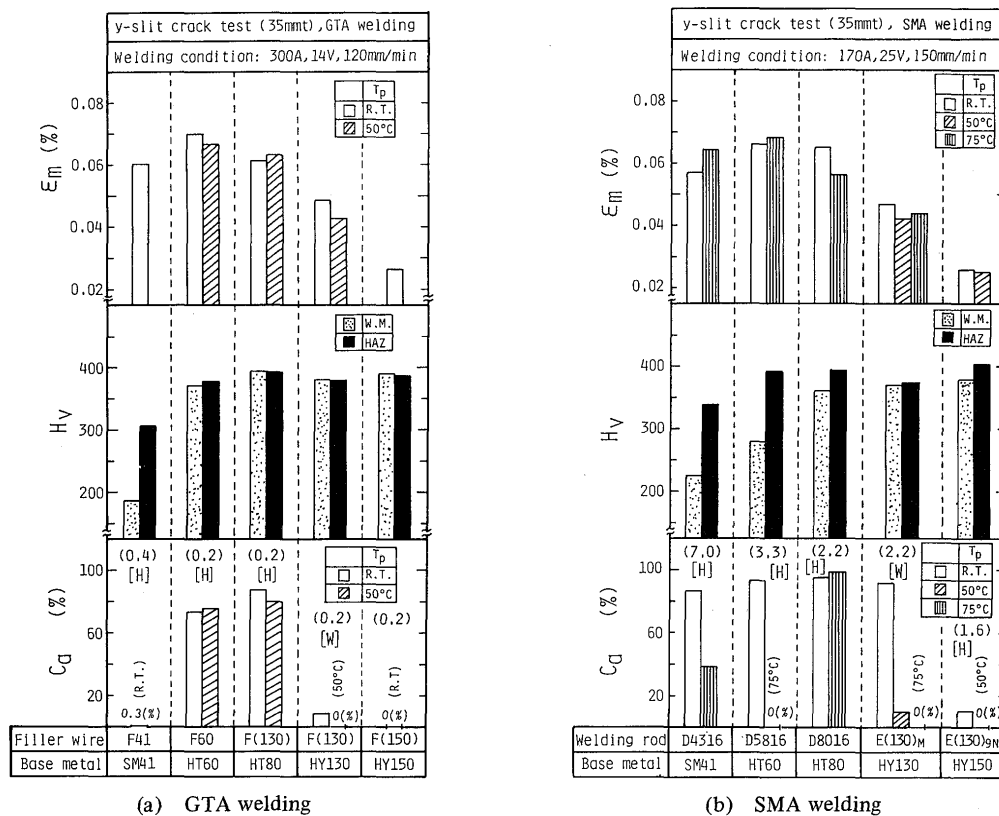 y-slit crack test (35mmt), GTA welding
Welding condition: 300A,14V,120mm/min
Tp
R.T.
50°C
0.08
0.06
0.04
0.02
εm (%)
W.M.
HAZ
400
300
200
Hv
(0.4) (0.2) (0.2)
[H] [H] [H]
Tp
R.T.
50°C
(0.2) (0.2)
[W]
100
60
20
Ca (%)
(R.T.)
0.3(%)
(50°C)
0(%)
(R.T)
0(%)
Filler wire F41 F60 F(130) F(130) F(150)
Base metal SM41 HT60 HT80 HY130 HY150
(a) GTA welding
y-slit crack test (35mmt), SMA welding
Welding condition: 170A,25V,150mm/min
Tp
R.T.
50°C
75°C
0.08
0.06
0.04
0.02
εm (%)
W.M.
HAZ
400
300
200
Hv
(7.0) (3.3) (2.2) (2.2)
[H] [H] [H] [W]
Tp
R.T.
50°C
75°C
(1.6)
[H]
100
60
20
Ca (%)
(75°C)
0(%)
(75°C)
0(%)
(50°C)
0(%)
Welding rod D4316 D5816 D8016 E(130)M E(130)9N
Base metal SM41 HT60 HT80 HY130 HY150
(b) SMA welding